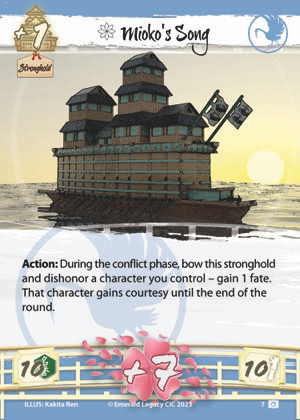 +1
Mioko's Song
Stronghold
Action: During the conflict phase, bow this stronghold
and dishonor a character you control – gain 1 fate.
That character gains courtesy until the end of the
round.
10
+7
10
ILLUS: Kakita Ren
© Emerald Legacy CIC 2023
7